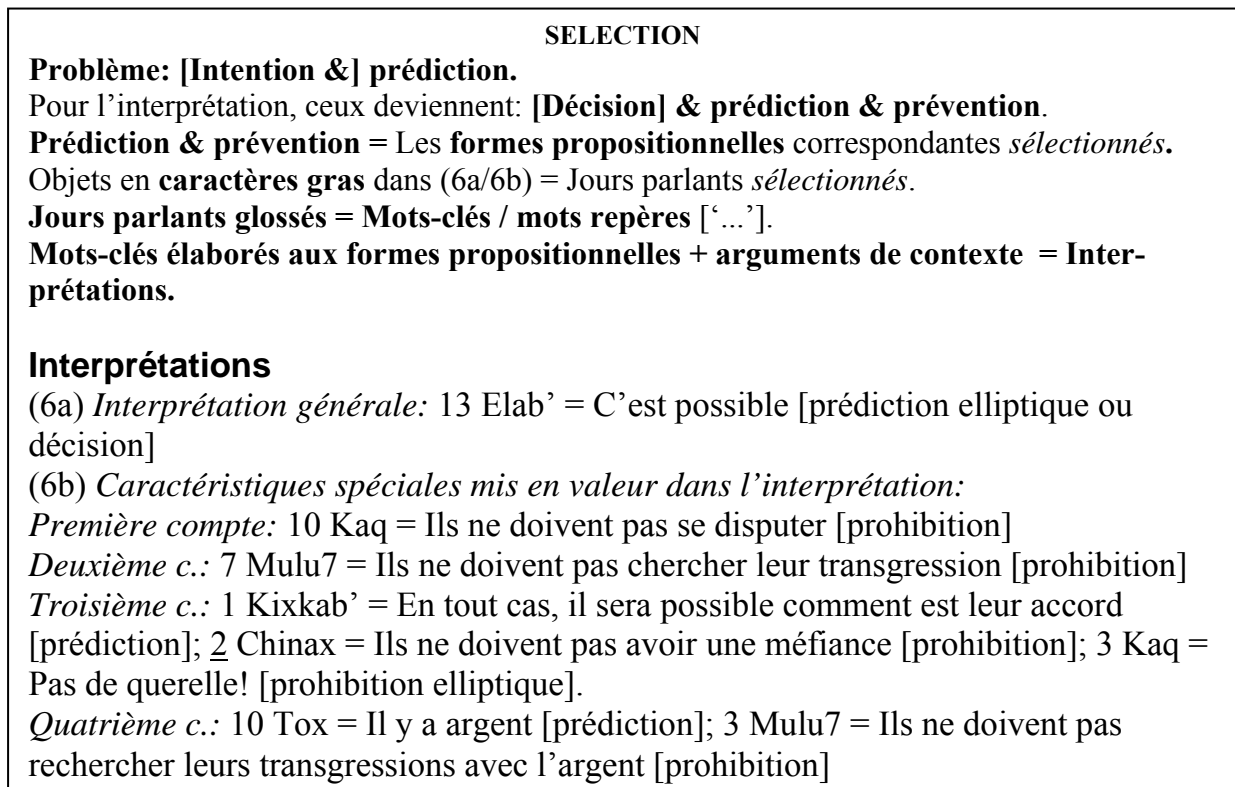 SELECTION
Problème: [Intention &] prédiction.
Pour l’interprétation, ceux deviennent: [Décision] & prédiction & prévention.
Prédiction & prévention = Les formes propositionnelles correspondantes sélectionnés.
Objets en caractères gras dans (6a/6b) = Jours parlants sélectionnés.
Jours parlants glossés = Mots-clés / mots repères [‘...’].
Mots-clés élaborés aux formes propositionnelles + arguments de contexte = Inter-
prétations.
Interprétations
(6a) Interprétation générale: 13 Elab’ = C’est possible [prédiction elliptique ou
décision]
(6b) Caractéristiques spéciales mis en valeur dans l’interprétation:
Première compte: 10 Kaq = Ils ne doivent pas se disputer [prohibition]
Deuxième c.: 7 Mulu7 = Ils ne doivent pas chercher leur transgression [prohibition]
Troisième c.: 1 Kixkab’ = En tout cas, il sera possible comment est leur accord
[prédiction]; 2 Chinax = Ils ne doivent pas avoir une méfiance [prohibition]; 3 Kaq =
Pas de querelle! [prohibition elliptique].
Quatrième c.: 10 Tox = Il y a argent [prédiction]; 3 Mulu7 = Ils ne doivent pas
rechercher leurs transgressions avec l’argent [prohibition]